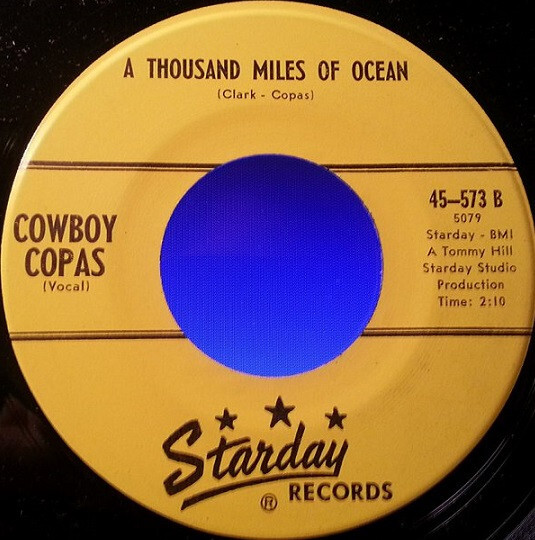 A THOUSAND MILES OF OCEAN
(Clark - Copas)
COWBOY
COPAS
(Vocal)
45-573 B
5079
Starday - BMI
A Tommy Hill
Starday Studio
Production
Time: 2:10
Starday
® RECORDS